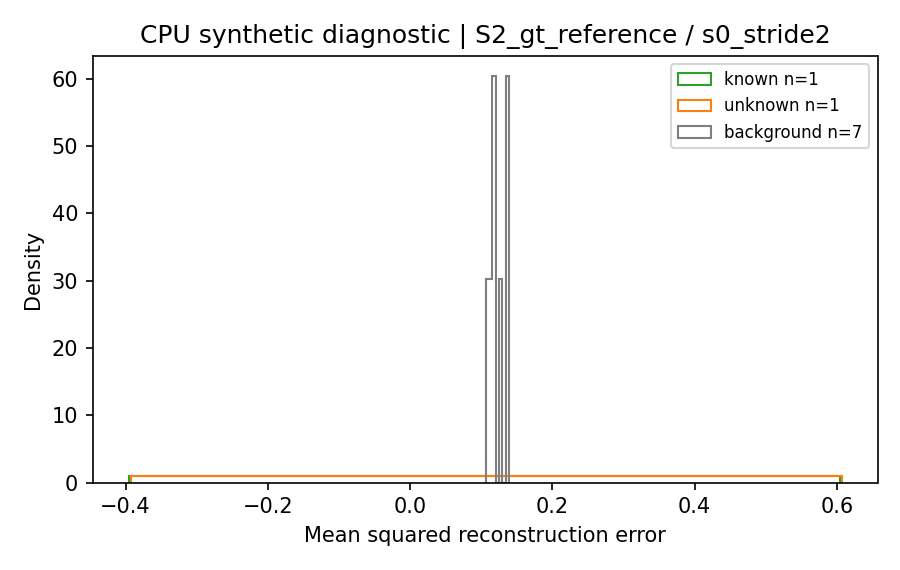 CPU synthetic diagnostic | S2_gt_reference / s0_stride2
known n=1
unknown n=1
background n=7
Density
60
50
40
30
20
10
0
−0.4 −0.2 0.0 0.2 0.4 0.6
Mean squared reconstruction error